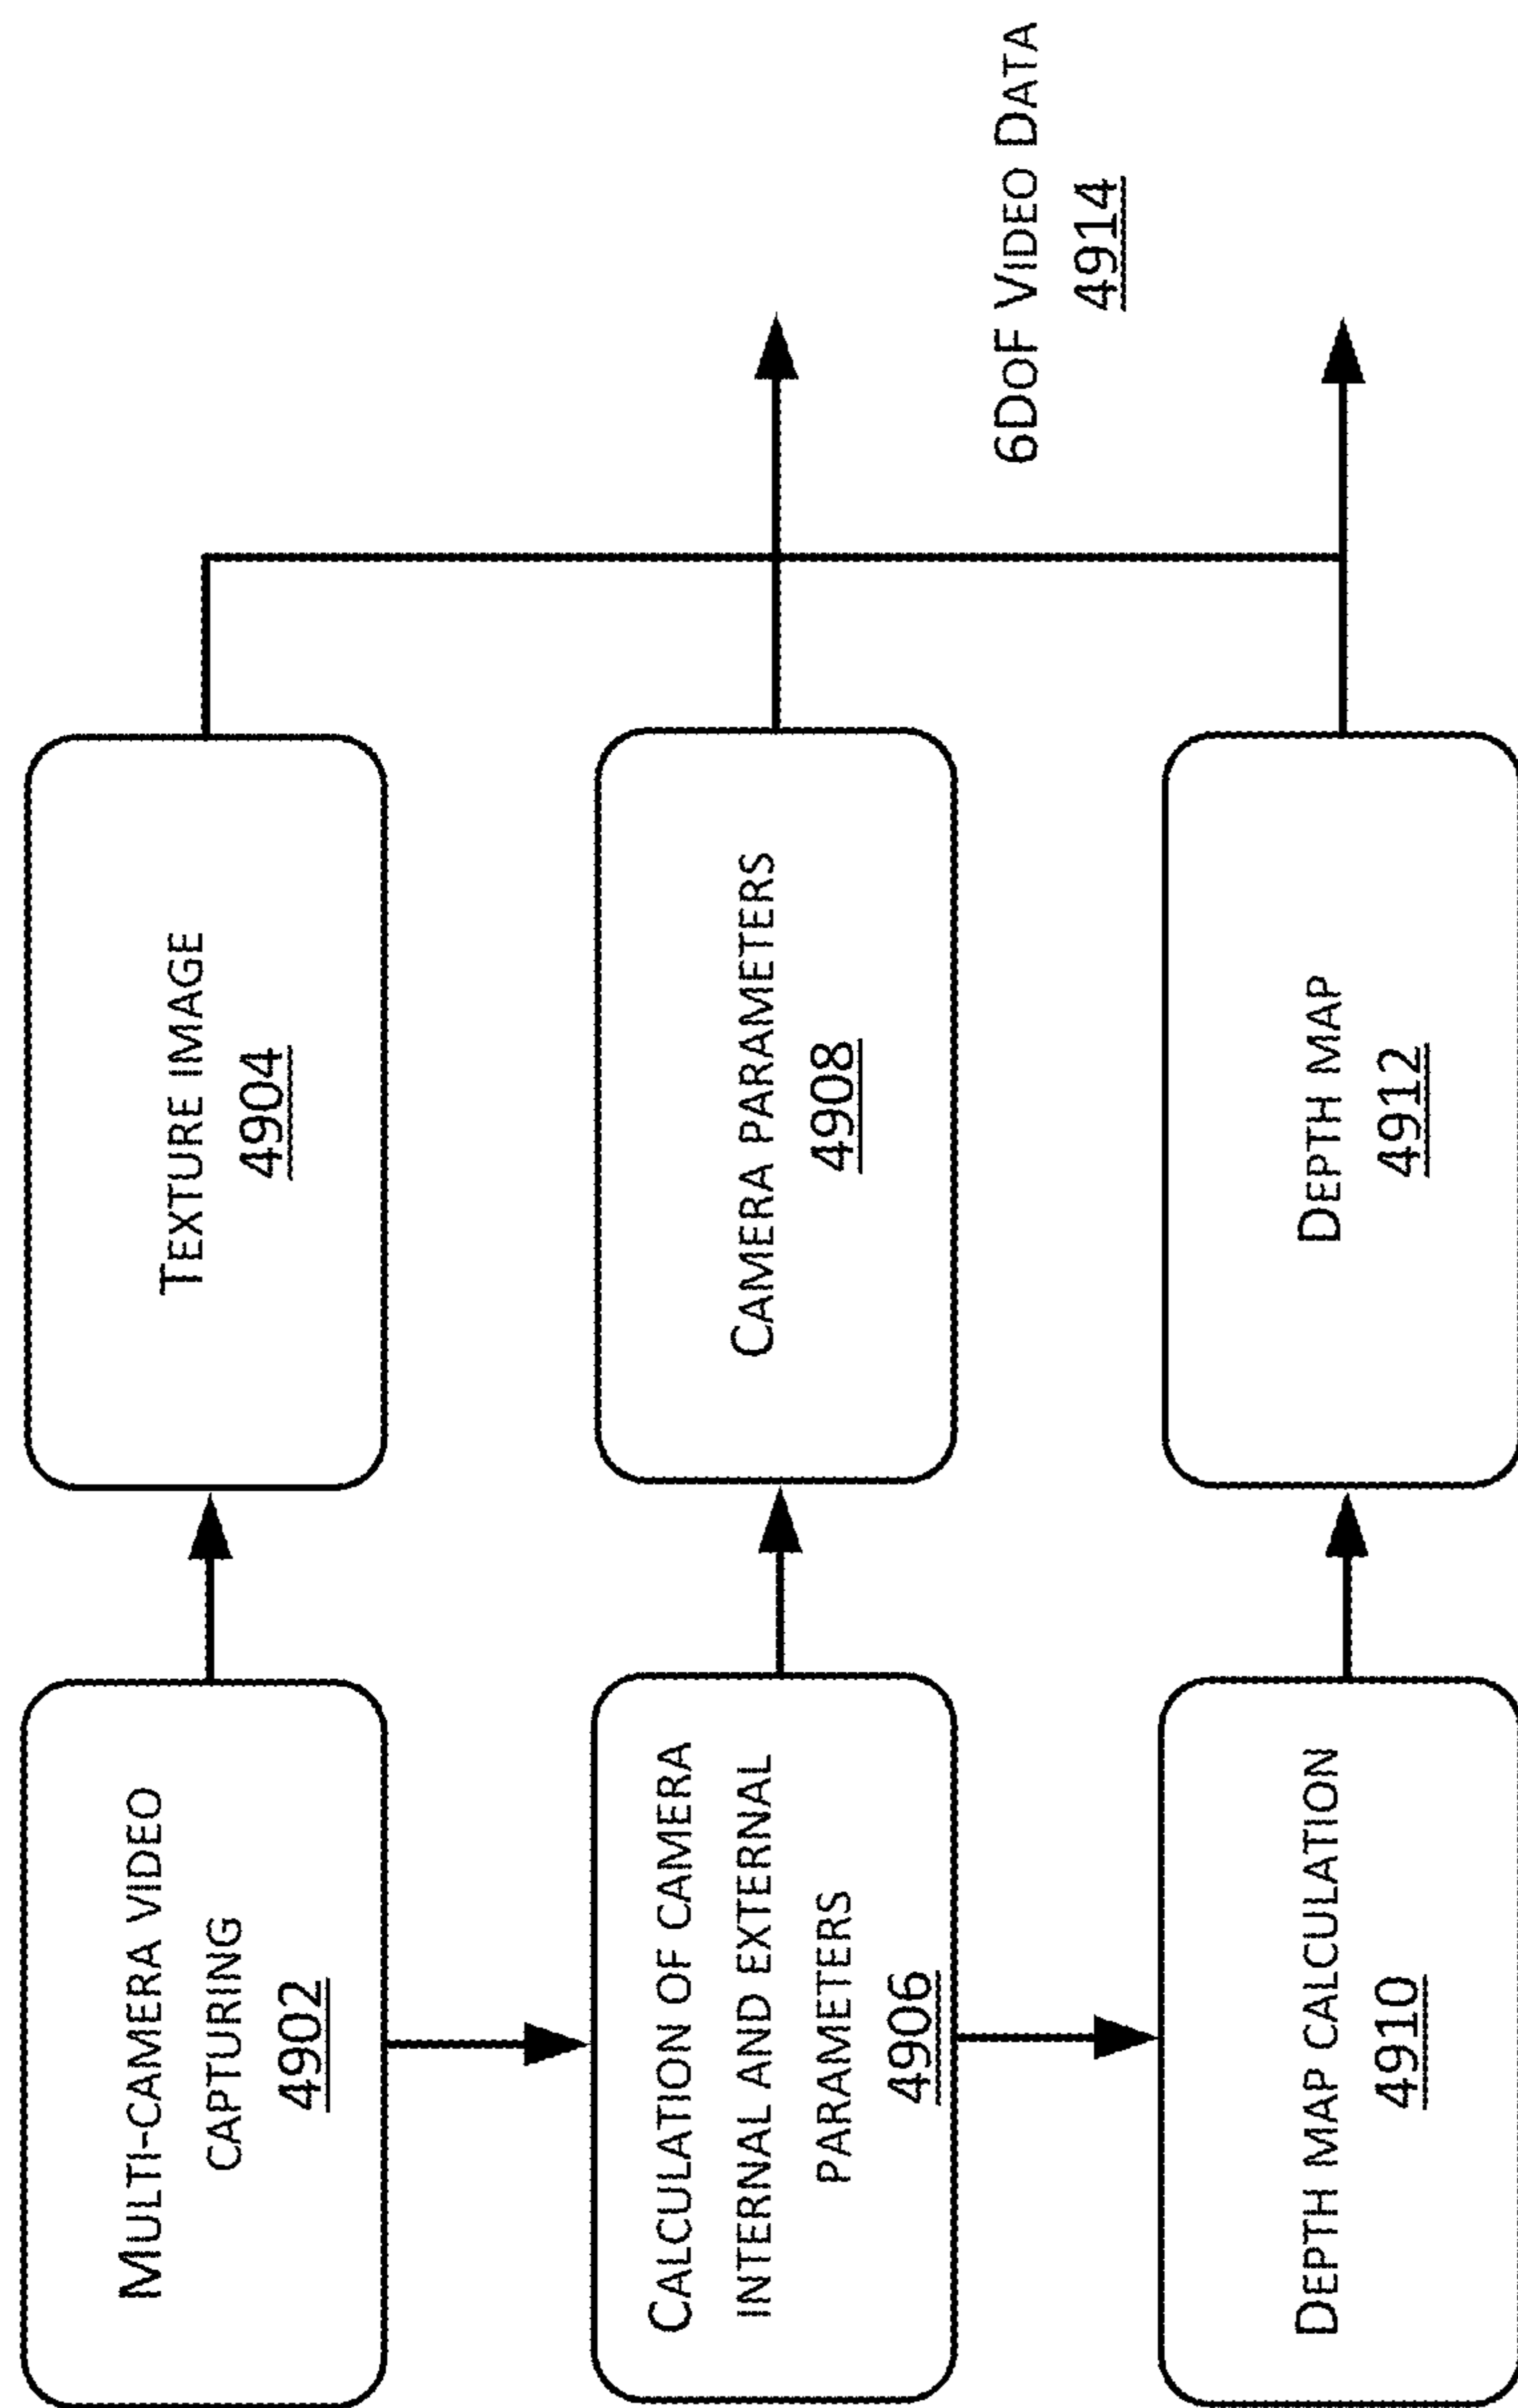 Multi-camera video
capturing
4902
Texture image
4904
Calculation of camera
internal and external
parameters
4906
Camera parameters
4908
Depth map calculation
4910
Depth map
4912
6DoF Video Data
4914